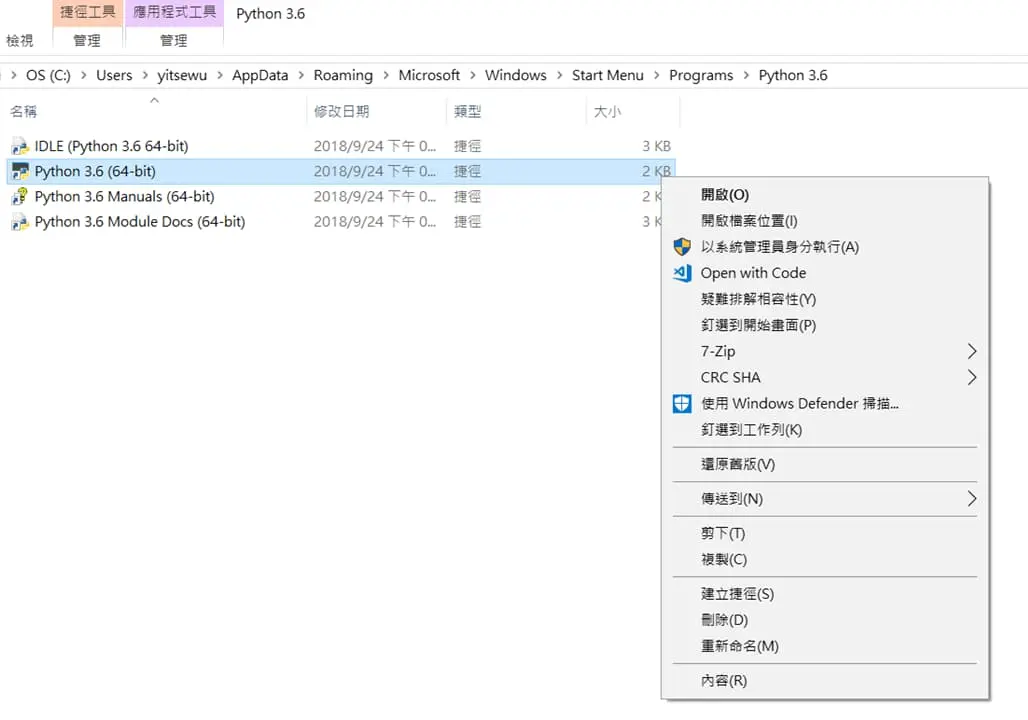 捷徑工具 應用程式工具 Python 3.6
檢視 管理 管理
OS (C:) Users yitsewu AppData Roaming Microsoft Windows Start Menu Programs Python 3.6
名稱 修改日期 類型 大小
IDLE (Python 3.6 64-bit) 2018/9/24 下午 0... 捷徑 3 KB
Python 3.6 (64-bit) 2018/9/24 下午 0... 捷徑 2 KB
Python 3.6 Manuals (64-bit) 2018/9/24 下午 0... 捷徑 2 K
Python 3.6 Module Docs (64-bit) 2018/9/24 下午 0... 捷徑 3 K
開啟(O)
開啟檔案位置(I)
以系統管理員身分執行(A)
Open with Code
疑難排解相容性(Y)
釘選到開始畫面(P)
7-Zip
CRC SHA
使用 Windows Defender 掃描...
釘選到工作列(K)
還原舊版(V)
傳送到(N)
剪下(T)
複製(C)
建立捷徑(S)
刪除(D)
重新命名(M)
內容(R)